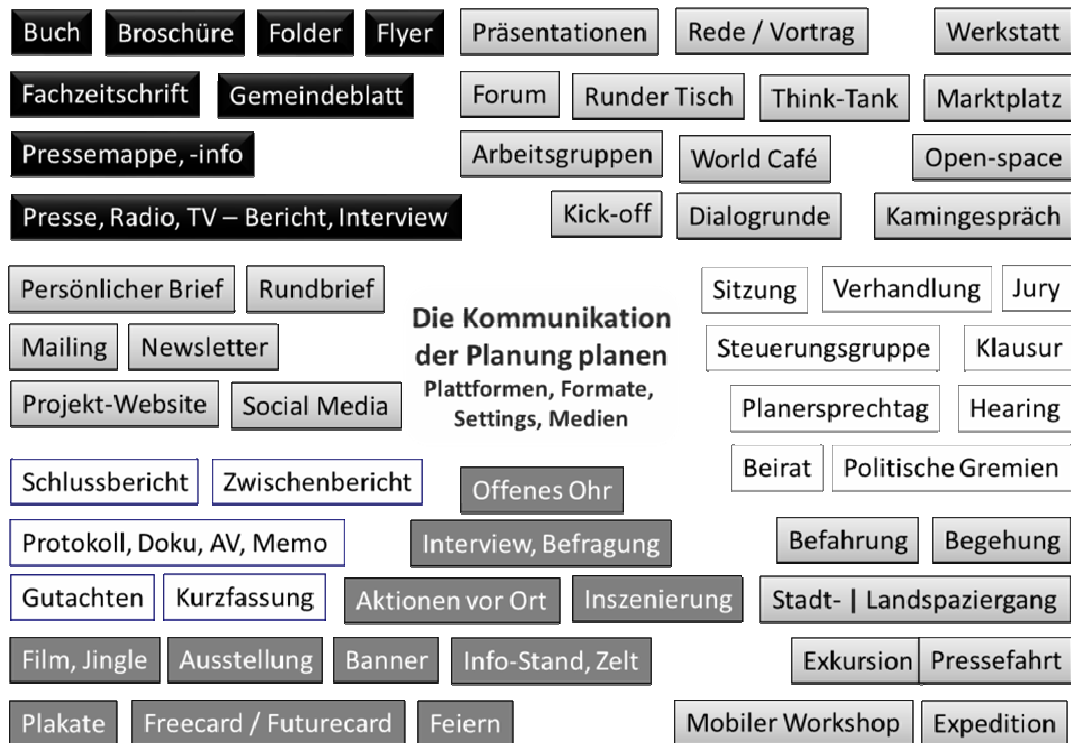 Buch Broschüre Folder Flyer Präsentationen Rede / Vortrag Werkstatt
Fachzeitschrift Gemeindeblatt Forum Runder Tisch Think-Tank Marktplatz
Pressemappe, -info Arbeitsgruppen World Café Open-space
Presse, Radio, TV – Bericht, Interview Kick-off Dialogrunde Kamingespräch
Persönlicher Brief Rundbrief Sitzung Verhandlung Jury
Die Kommunikation
Mailing Newsletter der Planung planen Steuerungsgruppe Klausur
Plattformen, Formate,
Projekt-Website Social Media Settings, Medien Planersprechtag Hearing
Beirat Politische Gremien
Schlussbericht Zwischenbericht Offenes Ohr
Protokoll, Doku, AV, Memo Interview, Befragung Befahrung Begehung
Gutachten Kurzfassung Aktionen vor Ort Inszenierung Stadt- | Landspaziergang
Film, Jingle Ausstellung Banner Info-Stand, Zelt Exkursion Pressefahrt
Plakate Freecard / Futurecard Feiern Mobiler Workshop Expedition